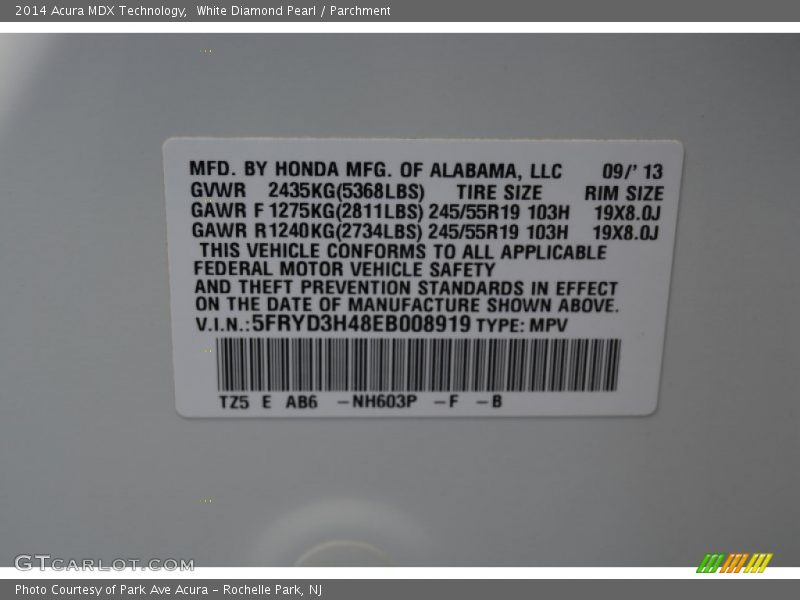 2014 Acura MDX Technology,  White Diamond Pearl / Parchment
MFD. BY HONDA MFG. OF ALABAMA, LLC 09/' 13
GVWR 2435KG(5368LBS) TIRE SIZE RIM SIZE
GAWR F 1275KG(2811LBS) 245/55R19 103H 19X8.0J
GAWR R1240KG(2734LBS) 245/55R19 103H 19X8.0J
THIS VEHICLE CONFORMS TO ALL APPLICABLE
FEDERAL MOTOR VEHICLE SAFETY
AND THEFT PREVENTION STANDARDS IN EFFECT
ON THE DATE OF MANUFACTURE SHOWN ABOVE.
V.I.N.:5FRYD3H48EB008919 TYPE: MPV
TZ5 E AB6 -NH603P -F -B
GTCARLOT.COM
Photo Courtesy of Park Ave Acura - Rochelle Park, NJ